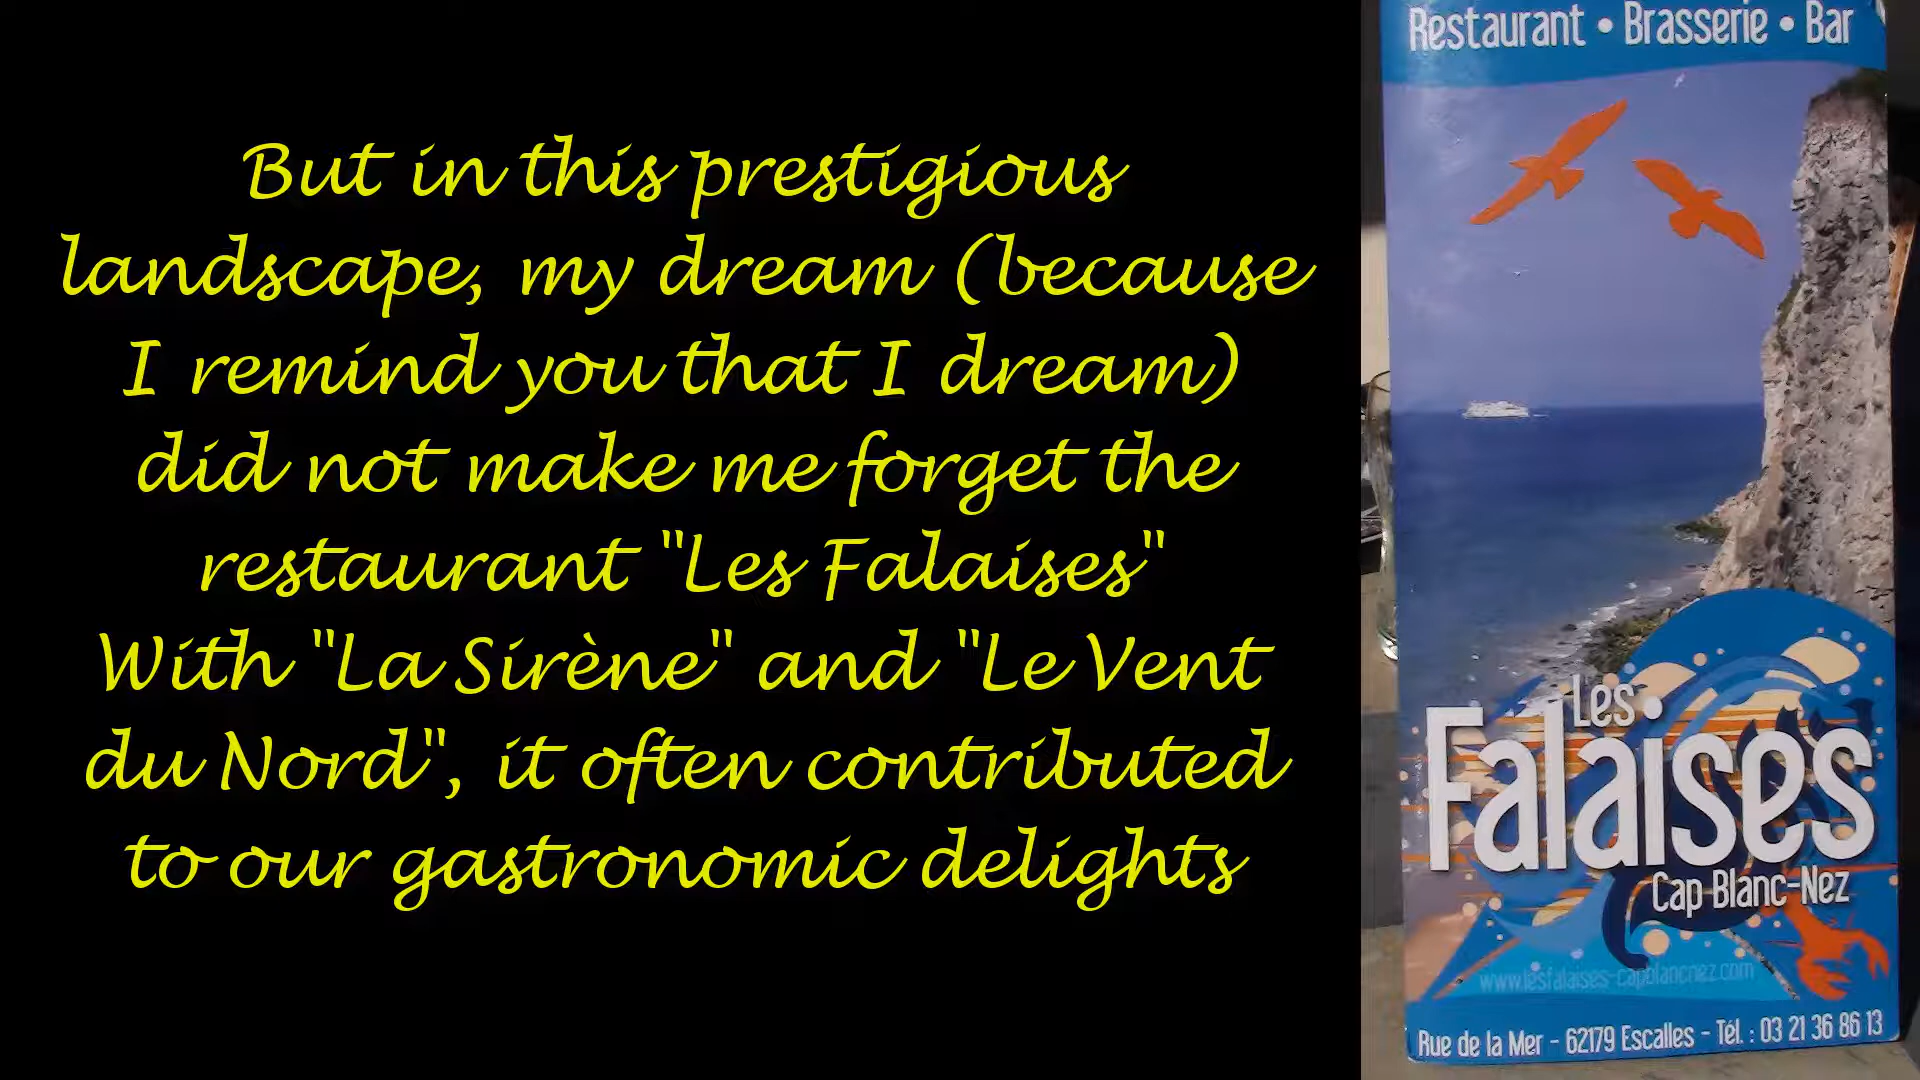 But in this prestigious
landscape, my dream (because
I remind you that I dream)
did not make me forget the
restaurant "Les Falaises"
With "La Sirène" and "Le Vent
du Nord", it often contributed
to our gastronomic delights
Restaurant • Brasserie • Bar
Les
Falaises
Cap Blanc-Nez
www.lesfalaises-capblancnez.com
Rue de la Mer - 62179 Escalles - Tél. : 03 21 36 86 13